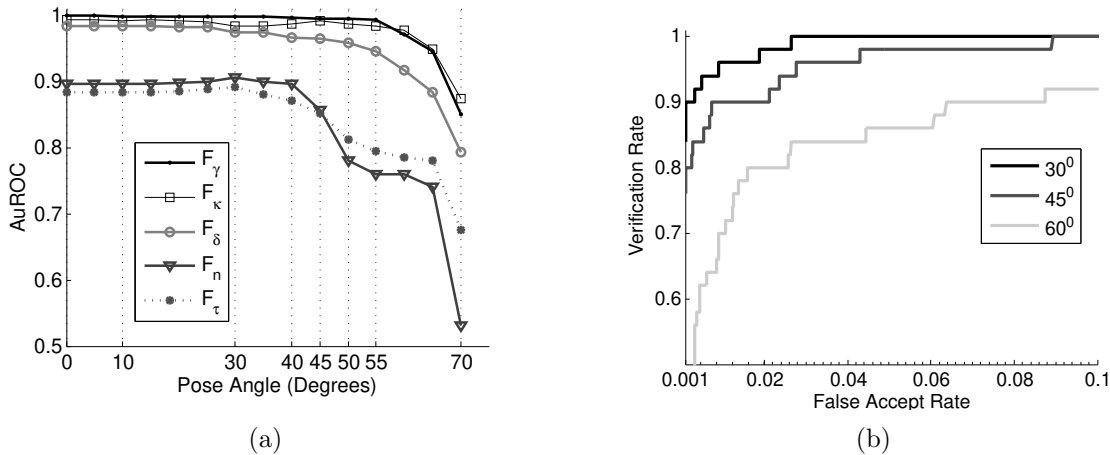 1
0.9
0.8
0.7
0.6
0.5
AuROC
F_γ
F_κ
F_δ
F_n
F_τ
0 10 30 40 45 50 55 70
Pose Angle (Degrees)
(a)
1
0.9
0.8
0.7
0.6
Verification Rate
30⁰
45⁰
60⁰
0.001 0.02 0.04 0.06 0.08 0.1
False Accept Rate
(b)